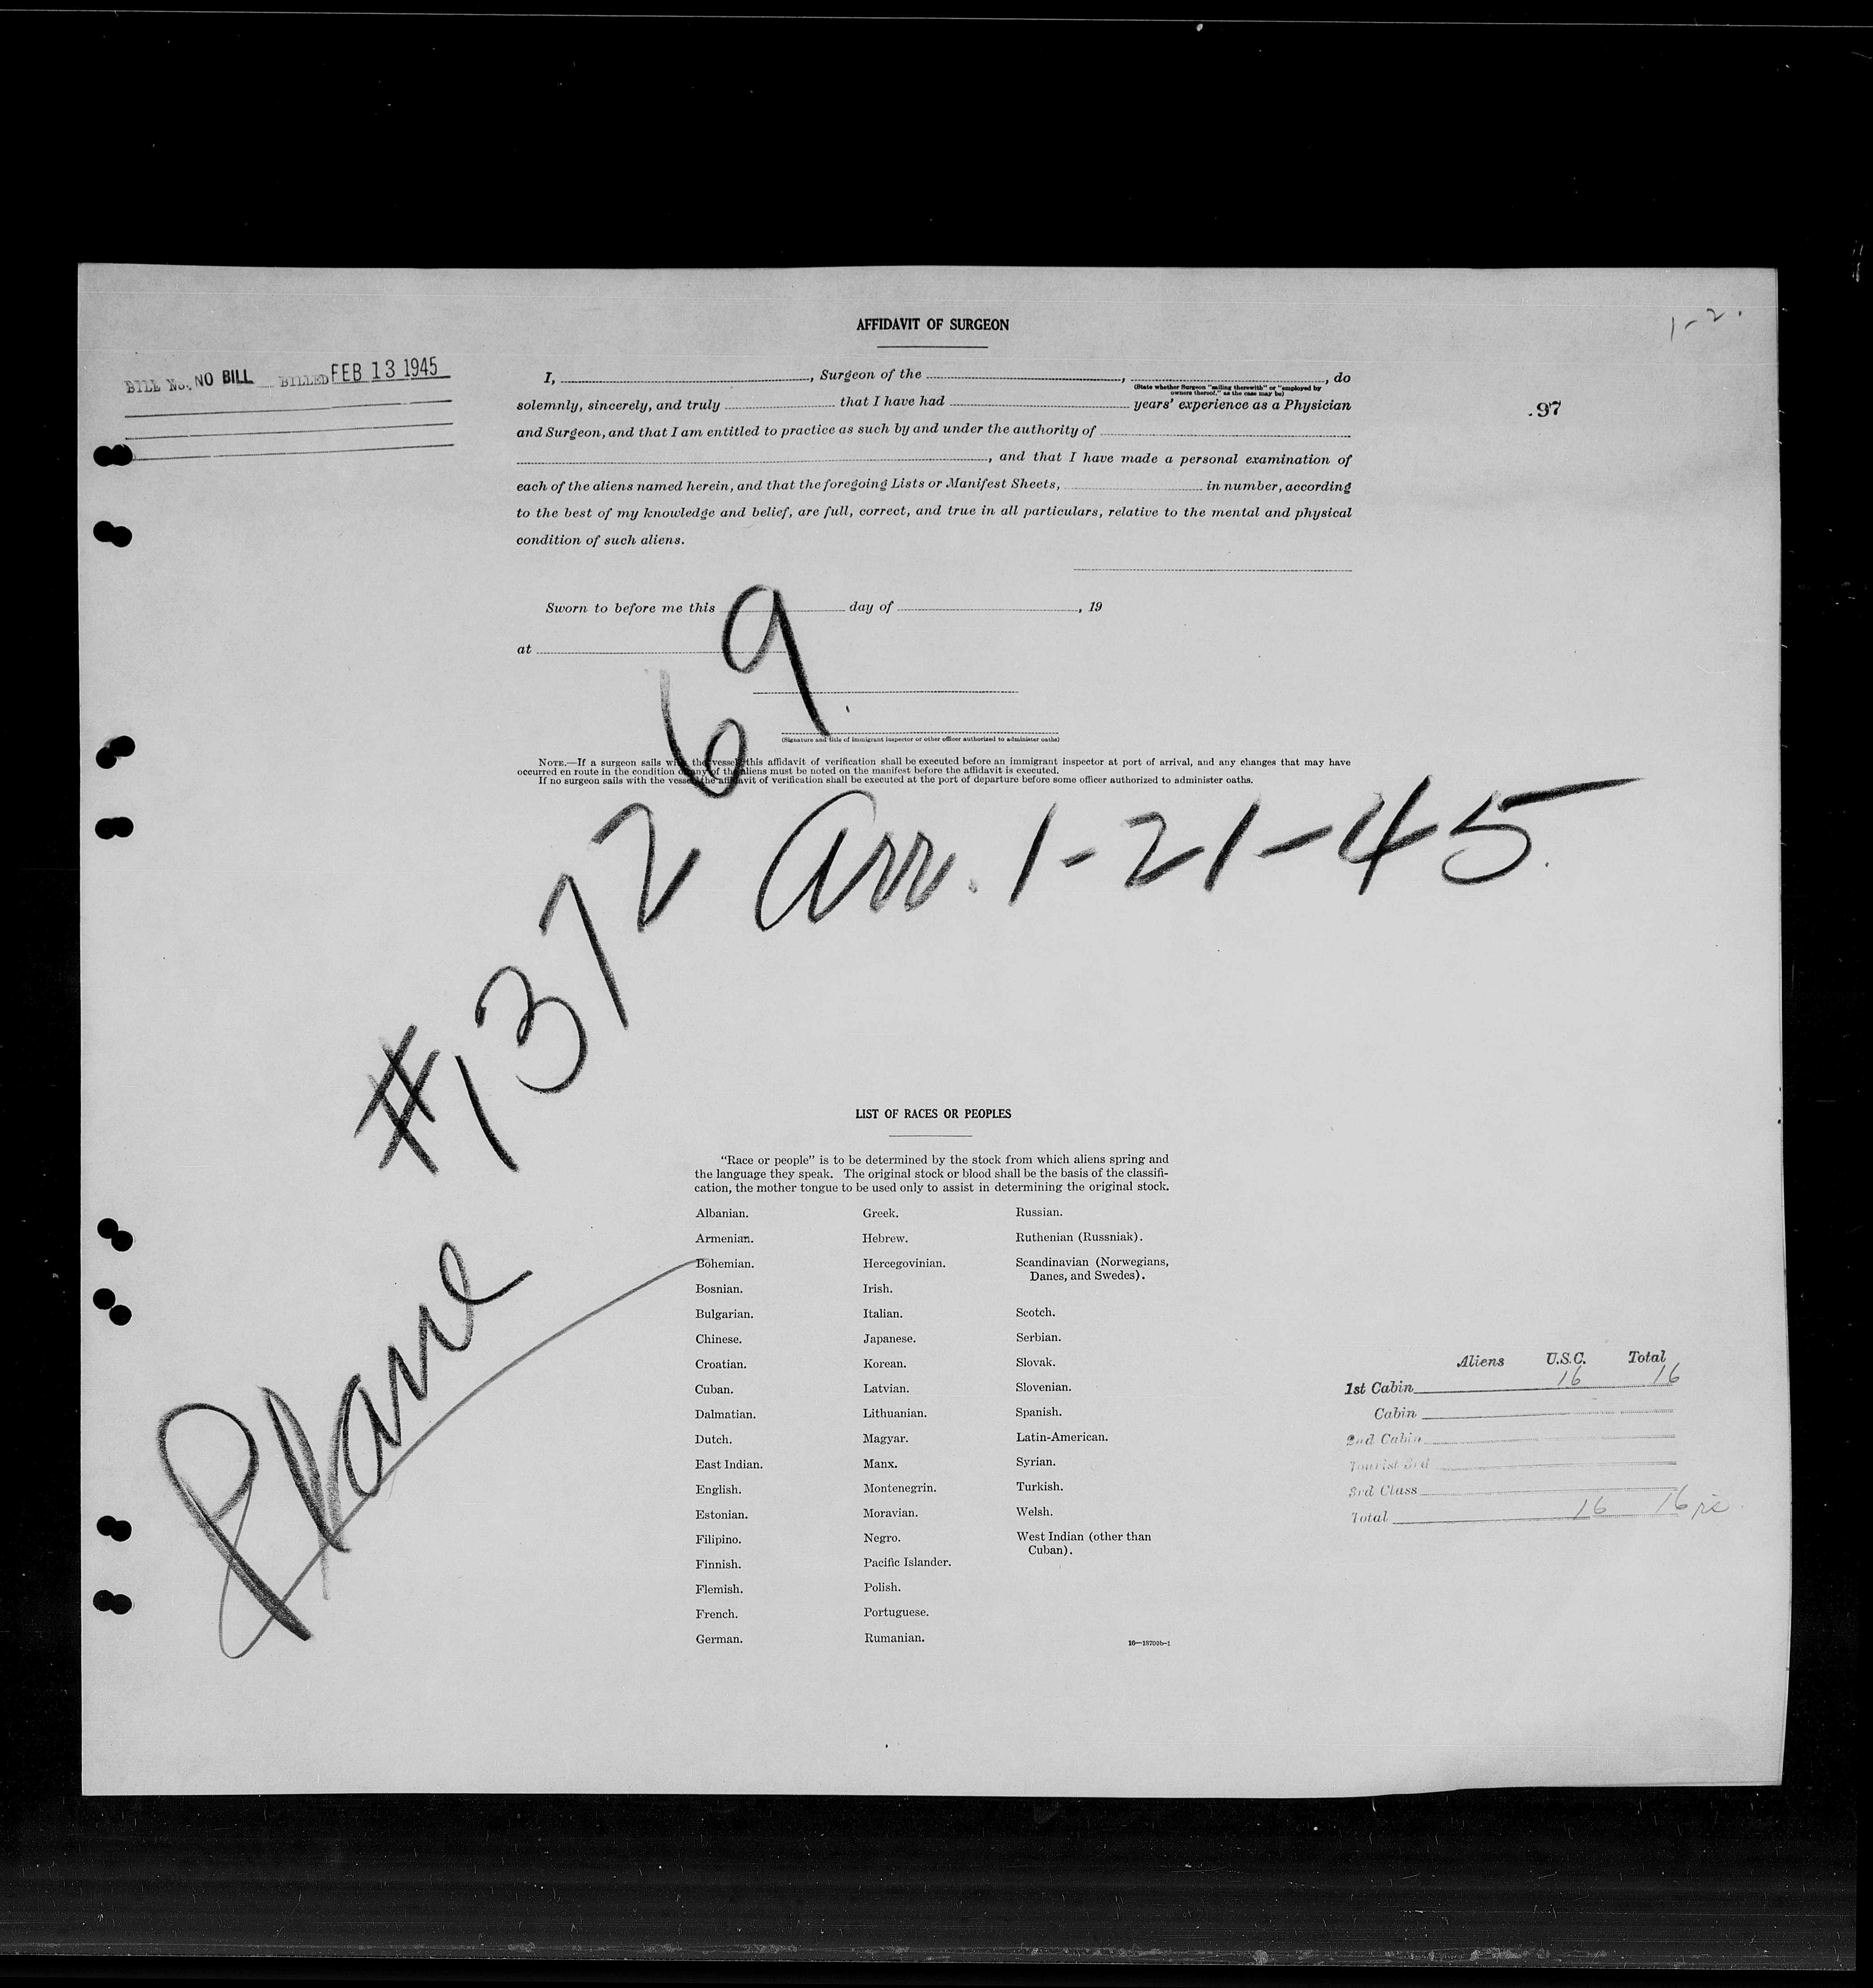 1-2.
AFFIDAVIT OF SURGEON
BILL No. NO BILL BILLED FEB 13 1945
I, , Surgeon of the , , do
(State whether Surgeon "sailing therewith" or "employed by
owners thereof," as the case may be)
solemnly, sincerely, and truly that I have had years' experience as a Physician
97
and Surgeon, and that I am entitled to practice as such by and under the authority of
, and that I have made a personal examination of
each of the aliens named herein, and that the foregoing Lists or Manifest Sheets, in number, according
to the best of my knowledge and belief, are full, correct, and true in all particulars, relative to the mental and physical
condition of such aliens.
Sworn to before me this day of , 19
at
(Signature and title of immigrant inspector or other officer authorized to administer oaths)
NOTE.—If a surgeon sails with the vessel, this affidavit of verification shall be executed before an immigrant inspector at port of arrival, and any changes that may have
occurred en route in the condition of any of the aliens must be noted on the manifest before the affidavit is executed.
If no surgeon sails with the vessel, the affidavit of verification shall be executed at the port of departure before some officer authorized to administer oaths.
Plane #137269
Arr. 1-21-45
LIST OF RACES OR PEOPLES
"Race or people" is to be determined by the stock from which aliens spring and
the language they speak. The original stock or blood shall be the basis of the classifi-
cation, the mother tongue to be used only to assist in determining the original stock.
Albanian.
Armenian.
Bohemian.
Bosnian.
Bulgarian.
Chinese.
Croatian.
Cuban.
Dalmatian.
Dutch.
East Indian.
English.
Estonian.
Filipino.
Finnish.
Flemish.
French.
German.
Greek.
Hebrew.
Hercegovinian.
Irish.
Italian.
Japanese.
Korean.
Latvian.
Lithuanian.
Magyar.
Manx.
Montenegrin.
Moravian.
Negro.
Pacific Islander.
Polish.
Portuguese.
Rumanian.
Russian.
Ruthenian (Russniak).
Scandinavian (Norwegians,
Danes, and Swedes).
Scotch.
Serbian.
Slovak.
Slovenian.
Spanish.
Latin-American.
Syrian.
Turkish.
Welsh.
West Indian (other than
Cuban).
16—18700b-1
Aliens U.S.C. Total
1st Cabin 16 16
Cabin
2nd Cabin
Tourist 3rd
3rd Class
Total 16 16